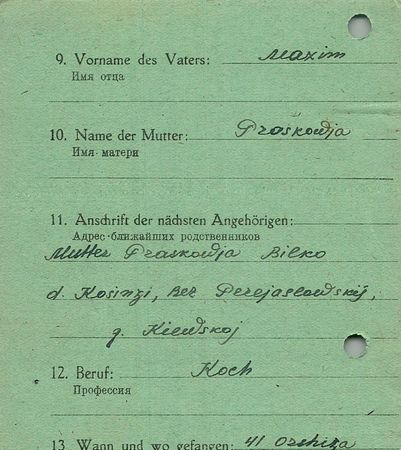 9. Vorname des Vaters: Maxim
Имя отца
10. Name der Mutter: Praskowja
Имя матери
11. Anschrift der nächsten Angehörigen:
Адрес ближайших родственников
Mutter Praskowja Bilko
d. Kosinzi, Bez Perejaslowskij,
g. Kiewskoj
12. Beruf: Koch
Профессия
13 Wann und wo gefangen: 41 Orshiza